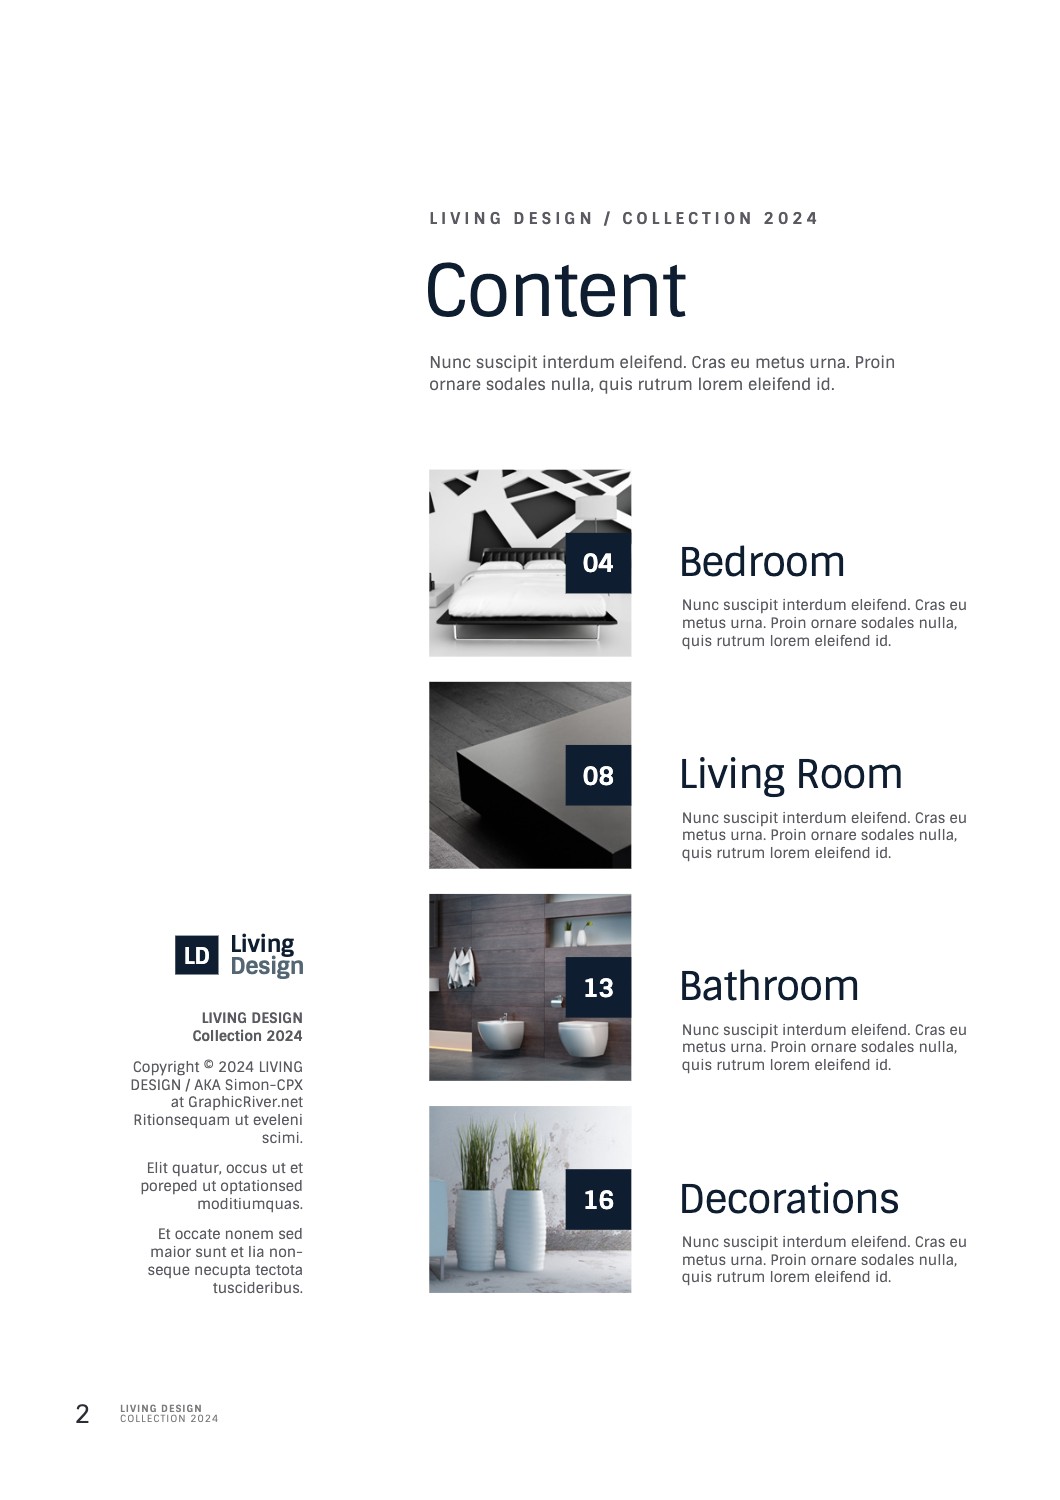 LIVING DESIGN / COLLECTION 2024
Content
Nunc suscipit interdum eleifend. Cras eu metus urna. Proin
ornare sodales nulla, quis rutrum lorem eleifend id.
04
Bedroom
Nunc suscipit interdum eleifend. Cras eu
metus urna. Proin ornare sodales nulla,
quis rutrum lorem eleifend id.
08
Living Room
Nunc suscipit interdum eleifend. Cras eu
metus urna. Proin ornare sodales nulla,
quis rutrum lorem eleifend id.
13
Bathroom
Nunc suscipit interdum eleifend. Cras eu
metus urna. Proin ornare sodales nulla,
quis rutrum lorem eleifend id.
16
Decorations
Nunc suscipit interdum eleifend. Cras eu
metus urna. Proin ornare sodales nulla,
quis rutrum lorem eleifend id.
LD
Living
Design
LIVING DESIGN
Collection 2024
Copyright © 2024 LIVING
DESIGN / AKA Simon-CPX
at GraphicRiver.net
Ritionsequam ut eveleni
scimi.
Elit quatur, occus ut et
poreped ut optationsed
moditiumquas.
Et occate nonem sed
maior sunt et lia non-
seque necupta tectota
tuscideribus.
2
LIVING DESIGN
COLLECTION 2024